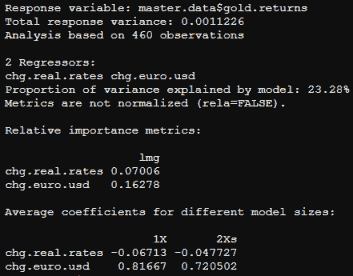 Response variable: master.data$gold.returns
Total response variance: 0.0011226
Analysis based on 460 observations
2 Regressors:
chg.real.rates chg.euro.usd
Proportion of variance explained by model: 23.28%
Metrics are not normalized (rela=FALSE).
Relative importance metrics:
lmg
chg.real.rates 0.07006
chg.euro.usd 0.16278
Average coefficients for different model sizes:
1X 2Xs
chg.real.rates -0.06713 -0.047727
chg.euro.usd 0.81667 0.720502